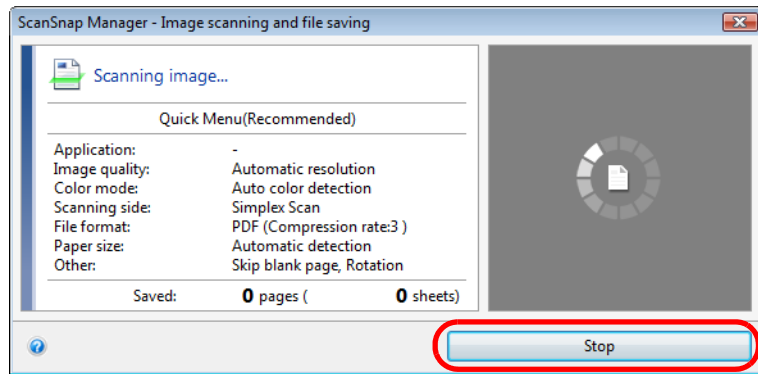 ScanSnap Manager - Image scanning and file saving
Scanning image...
Quick Menu(Recommended)
Application: -
Image quality: Automatic resolution
Color mode: Auto color detection
Scanning side: Simplex Scan
File format: PDF (Compression rate:3 )
Paper size: Automatic detection
Other: Skip blank page, Rotation
Saved: 0 pages ( 0 sheets)
Stop